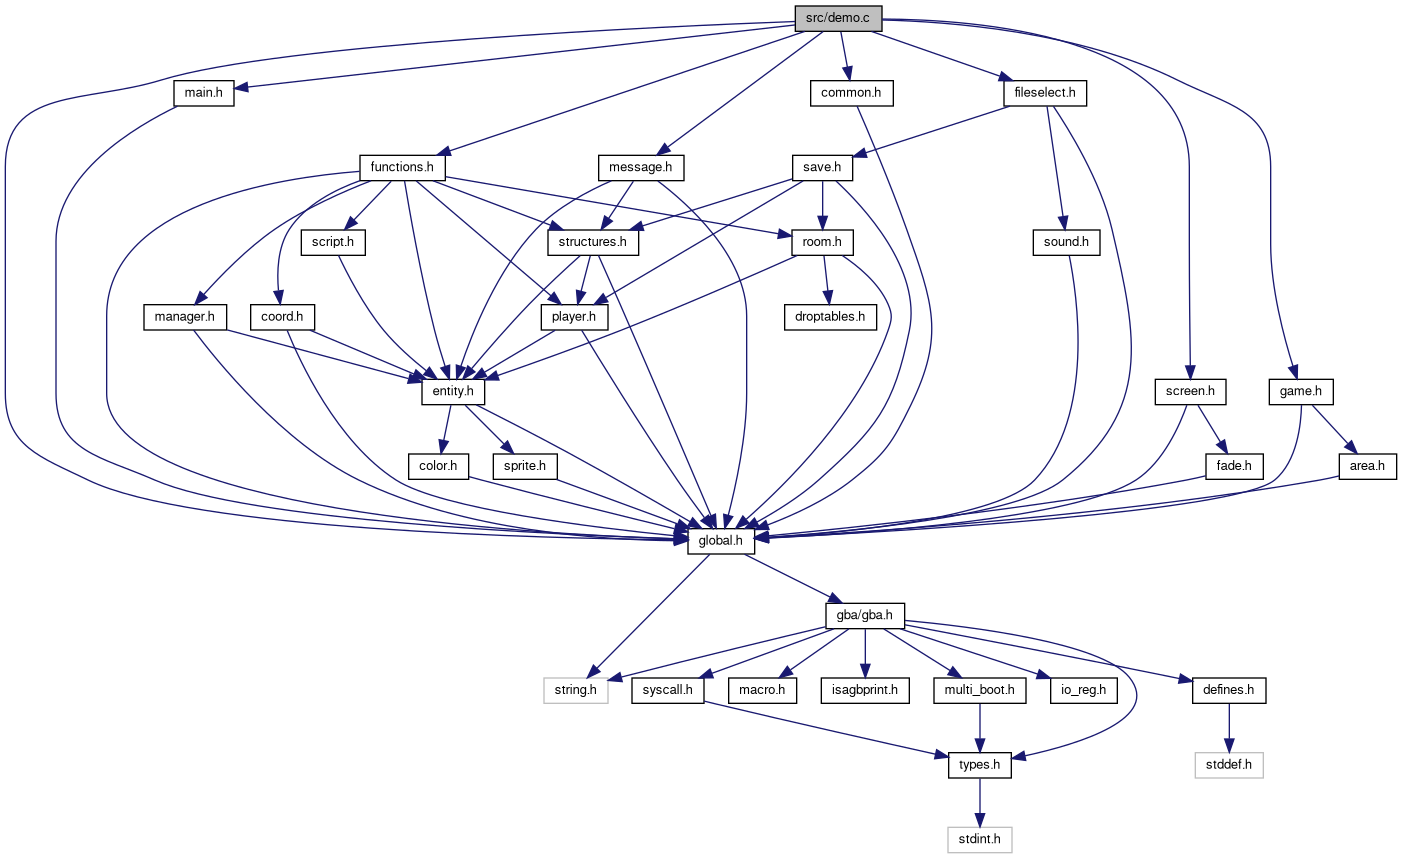 src/demo.c
main.h
common.h
fileselect.h
functions.h
message.h
save.h
script.h
structures.h
room.h
sound.h
manager.h
coord.h
player.h
droptables.h
entity.h
screen.h
game.h
color.h
sprite.h
fade.h
area.h
global.h
gba/gba.h
string.h
syscall.h
macro.h
isagbprint.h
multi_boot.h
io_reg.h
defines.h
types.h
stddef.h
stdint.h